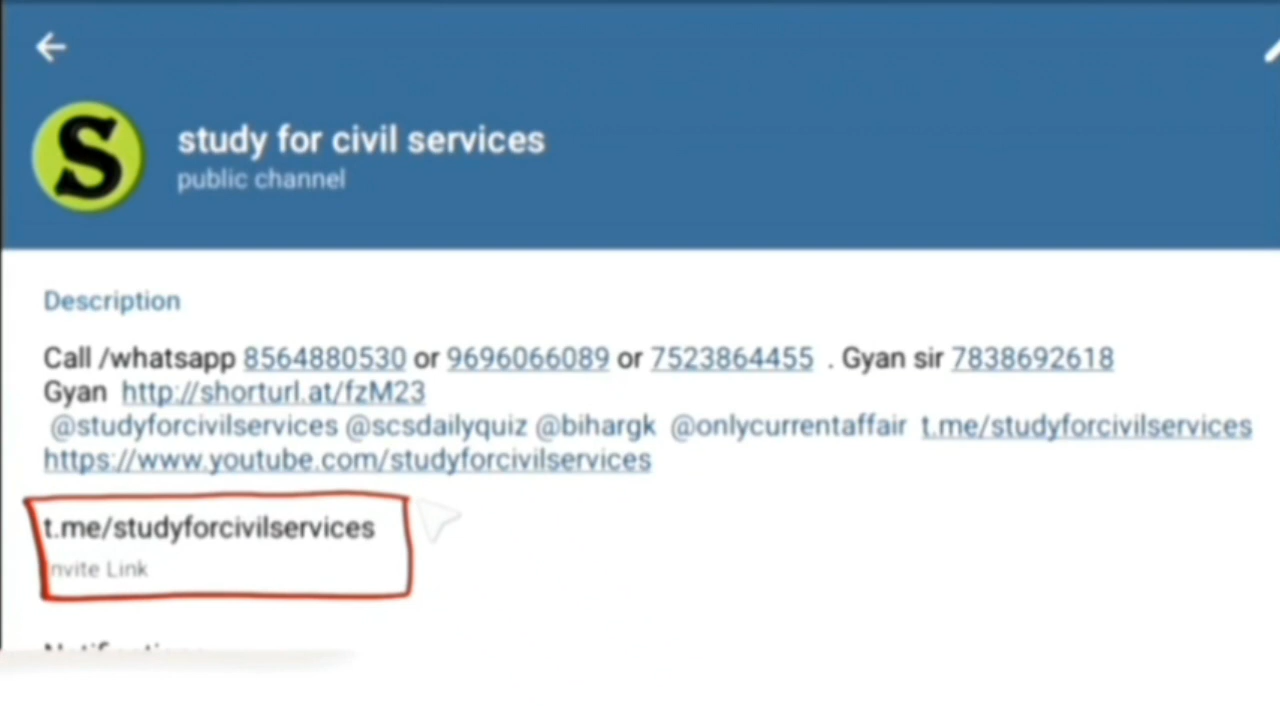 S
study for civil services
public channel
Description
Call /whatsapp 8564880530 or 9696066089 or 7523864455 . Gyan sir 7838692618
Gyan http://shorturl.at/fzM23
@studyforcivilservices @scsdailyquiz @bihargk @onlycurrentaffair t.me/studyforcivilservices
https://www.youtube.com/studyforcivilservices
t.me/studyforcivilservices
Invite Link